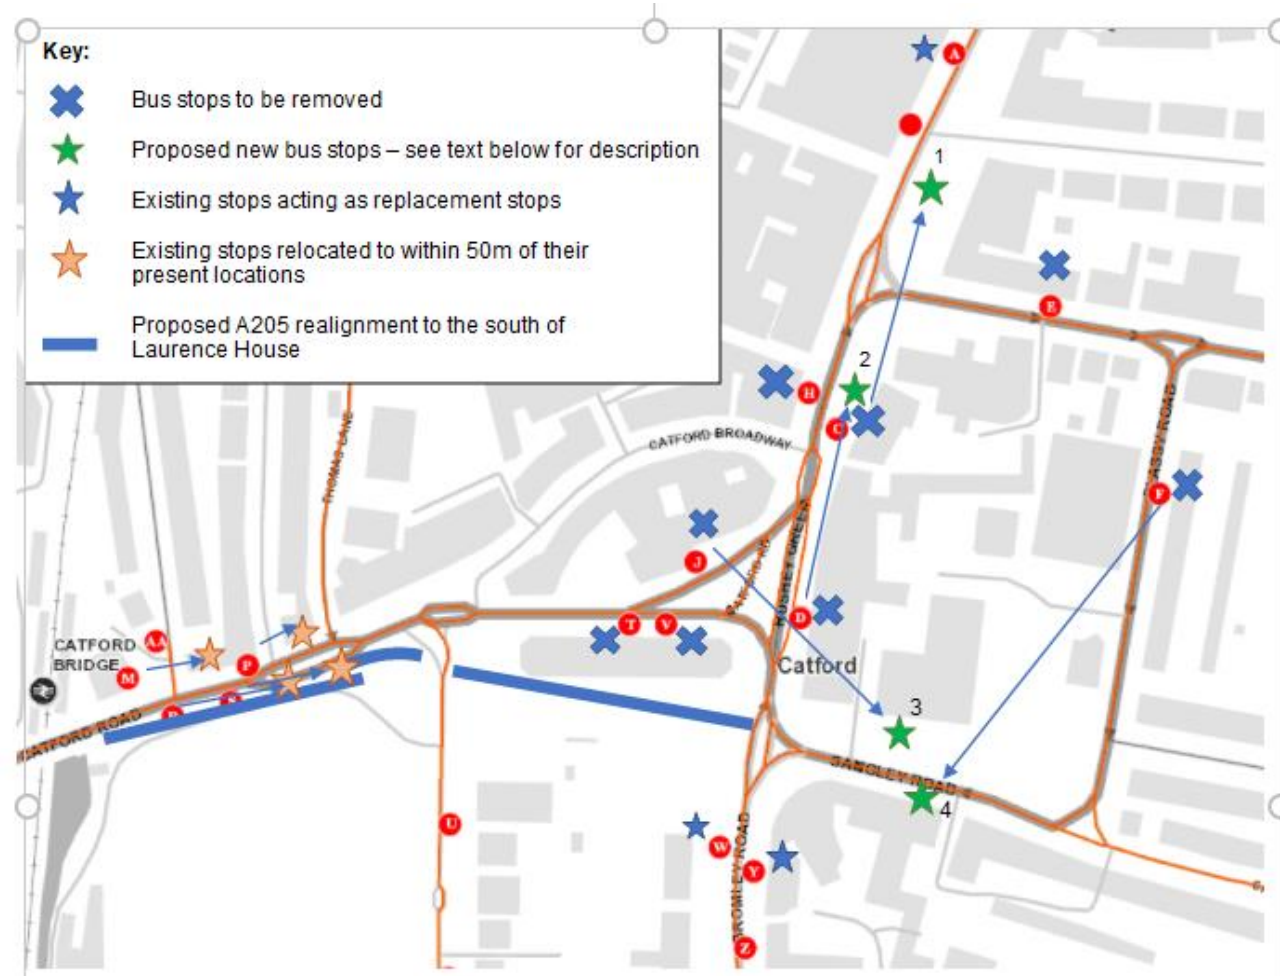 Key:
Bus stops to be removed
Proposed new bus stops – see text below for description
Existing stops acting as replacement stops
Existing stops relocated to within 50m of their
present locations
Proposed A205 realignment to the south of
Laurence House
A
1
E
2
H
C
CATFORD BROADWAY
THOMAS LANE
F
J
RUSHEY GREEN
D
T
V
AA
CATFORD
BRIDGE
P
M
Catford
3
CATFORD ROAD
SANGLEY ROAD
4
U
W
Y
BROMLEY ROAD
Z